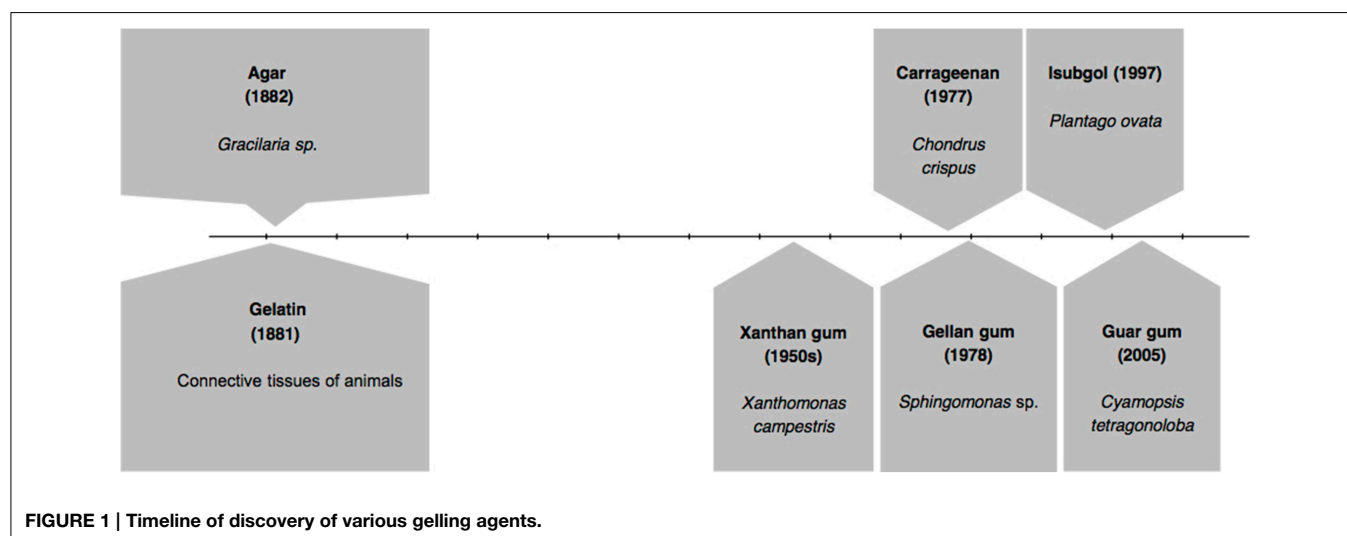 Agar
(1882)
Gracilaria sp.
Carrageenan
(1977)
Chondrus
crispus
Isubgol (1997)
Plantago ovata
Gelatin
(1881)
Connective tissues of animals
Xanthan gum
(1950s)
Xanthomonas
campestris
Gellan gum
(1978)
Sphingomonas sp.
Guar gum
(2005)
Cyamopsis
tetragonoloba
FIGURE 1 | Timeline of discovery of various gelling agents.